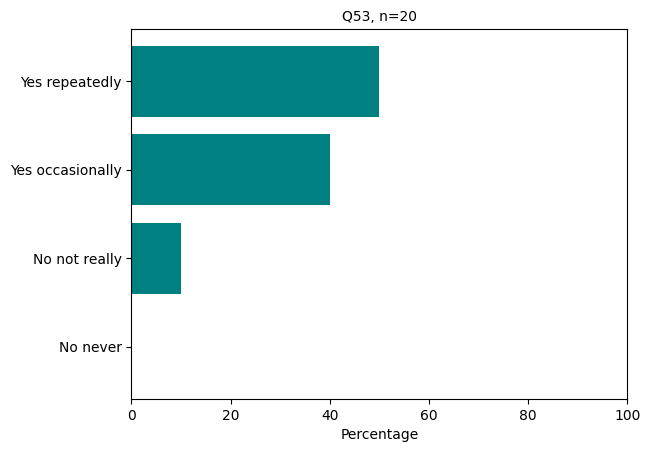 Q53, n=20
Yes repeatedly
Yes occasionally
No not really
No never
0 20 40 60 80 100
Percentage